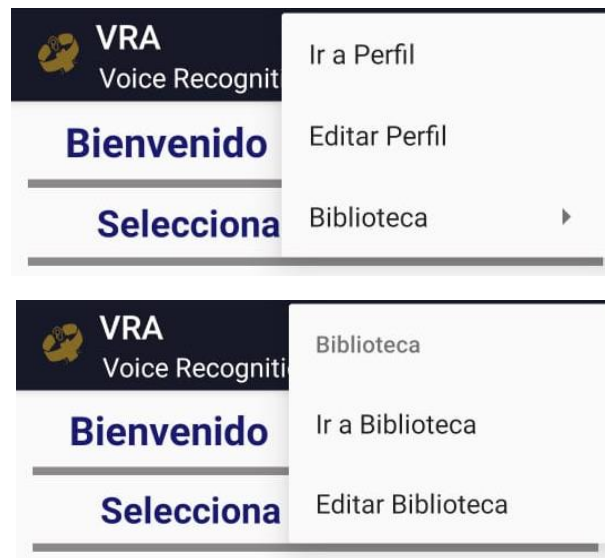 VRA
Voice Recogniti
Bienvenido
Selecciona
Ir a Perfil
Editar Perfil
Biblioteca
VRA
Voice Recogniti
Bienvenido
Selecciona
Biblioteca
Ir a Biblioteca
Editar Biblioteca